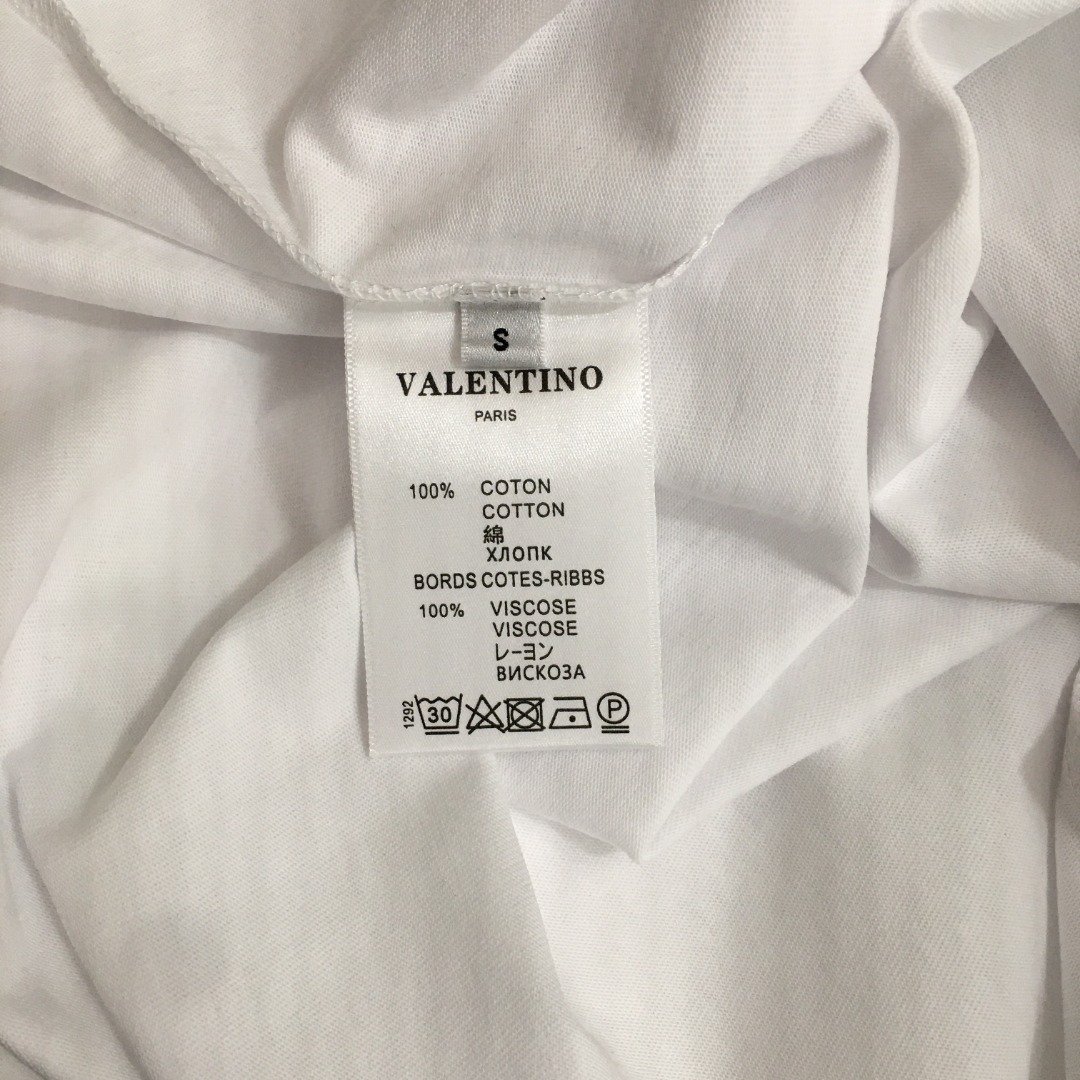 S
VALENTINO
PARIS
100% COTON
COTTON
綿
ХЛОПК
BORDS COTES-RIBBS
100% VISCOSE
VISCOSE
レーヨン
ВИСКОЗА
1292 30 P